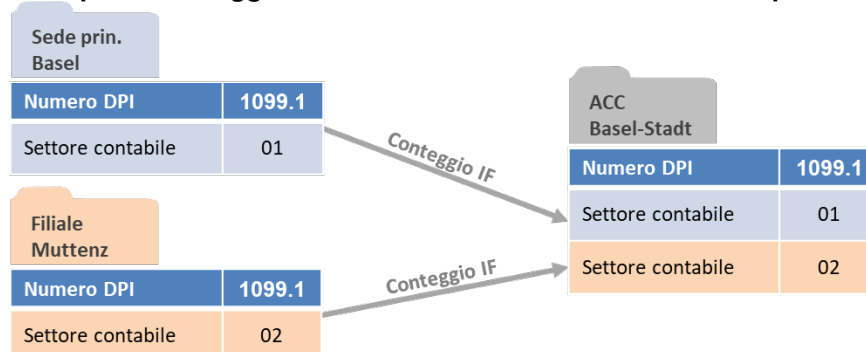 Sede prin.
Basel
Numero DPI 1099.1
Settore contabile 01
Conteggio IF
Filiale
Muttenz
Numero DPI 1099.1
Settore contabile 02
Conteggio IF
ACC
Basel-Stadt
Numero DPI 1099.1
Settore contabile 01
Settore contabile 02